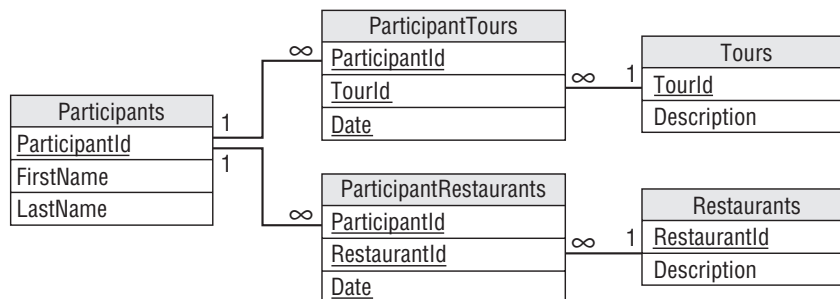 Participants
ParticipantId
FirstName
LastName
1
1
∞
∞
ParticipantTours
ParticipantId
TourId
Date
∞
1
Tours
TourId
Description
ParticipantRestaurants
ParticipantId
RestaurantId
Date
∞
1
Restaurants
RestaurantId
Description